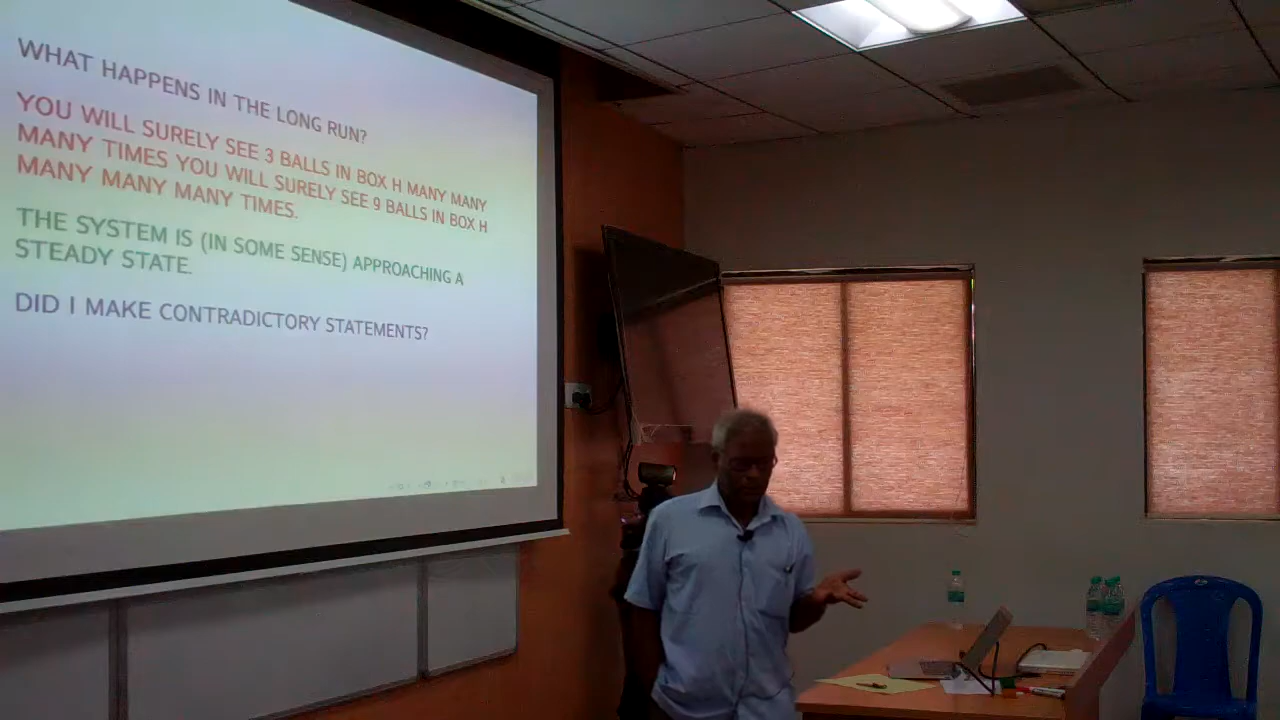 WHAT HAPPENS IN THE LONG RUN?
YOU WILL SURELY SEE 3 BALLS IN BOX H MANY MANY
MANY TIMES YOU WILL SURELY SEE 9 BALLS IN BOX H
MANY MANY MANY TIMES.
THE SYSTEM IS (IN SOME SENSE) APPROACHING A
STEADY STATE.
DID I MAKE CONTRADICTORY STATEMENTS?